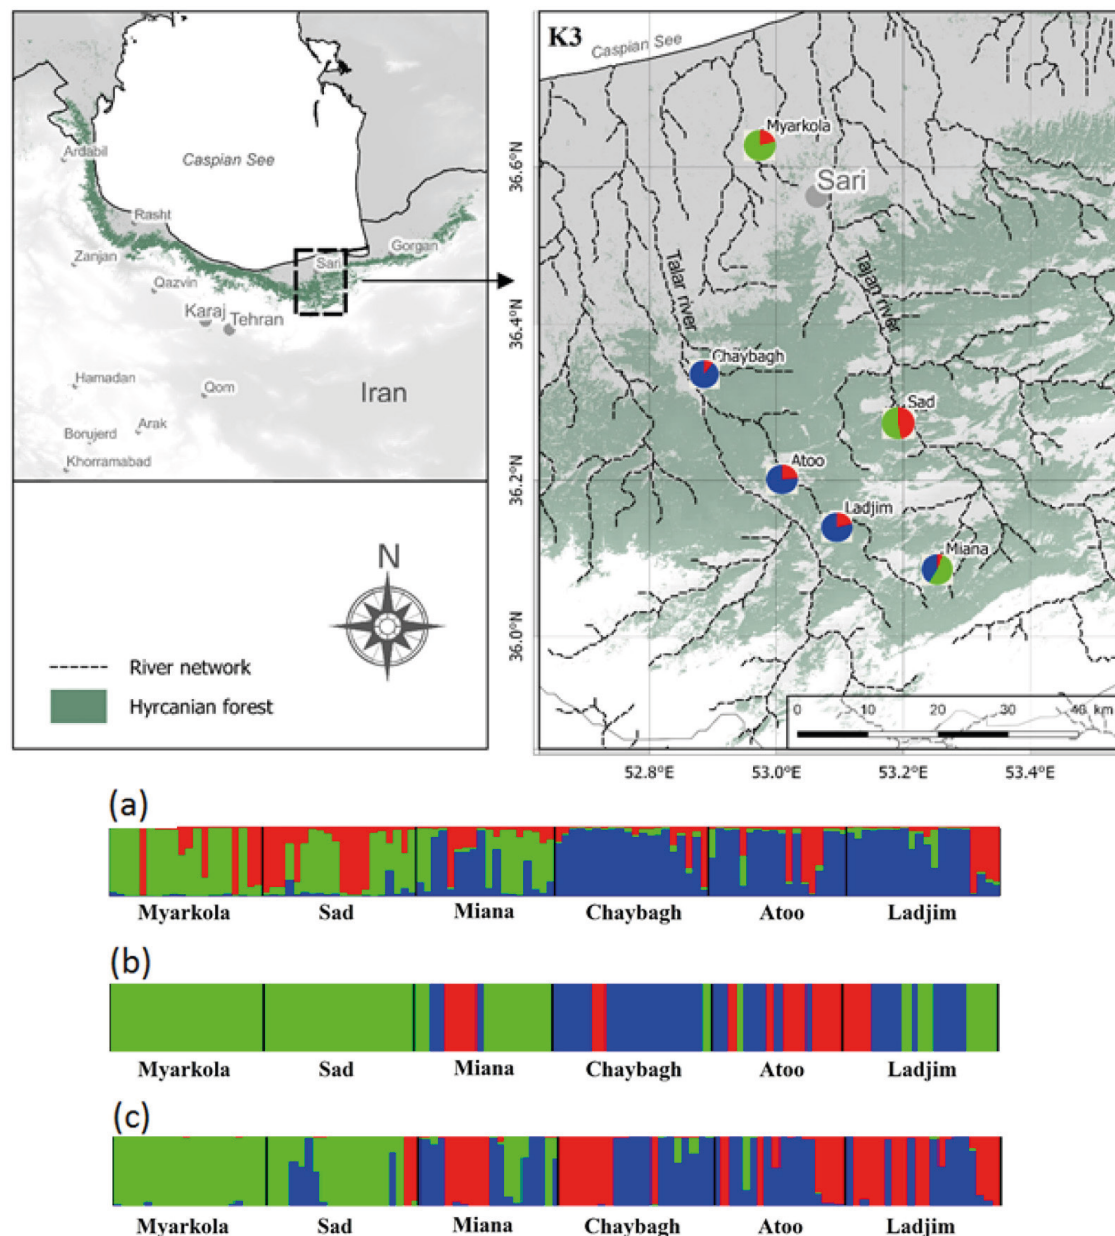 Ardabil
Caspian See
Rasht
Zanjan
Gorgan
Sari
Qazvin
Karaj
Tehran
Hamadan
Qom
Iran
Arak
Borujerd
Khorramabad
N
River network
Hyrcanian forest
K3
Caspian See
Myarkola
Sari
Talar river
Tajan river
Chaybagh
Sad
Atoo
Ladjim
Miana
36.6°N
36.4°N
36.2°N
36.0°N
0 10 20 30 40 km
52.8°E 53.0°E 53.2°E 53.4°E
(a)
Myarkola Sad Miana Chaybagh Atoo Ladjim
(b)
Myarkola Sad Miana Chaybagh Atoo Ladjim
(c)
Myarkola Sad Miana Chaybagh Atoo Ladjim